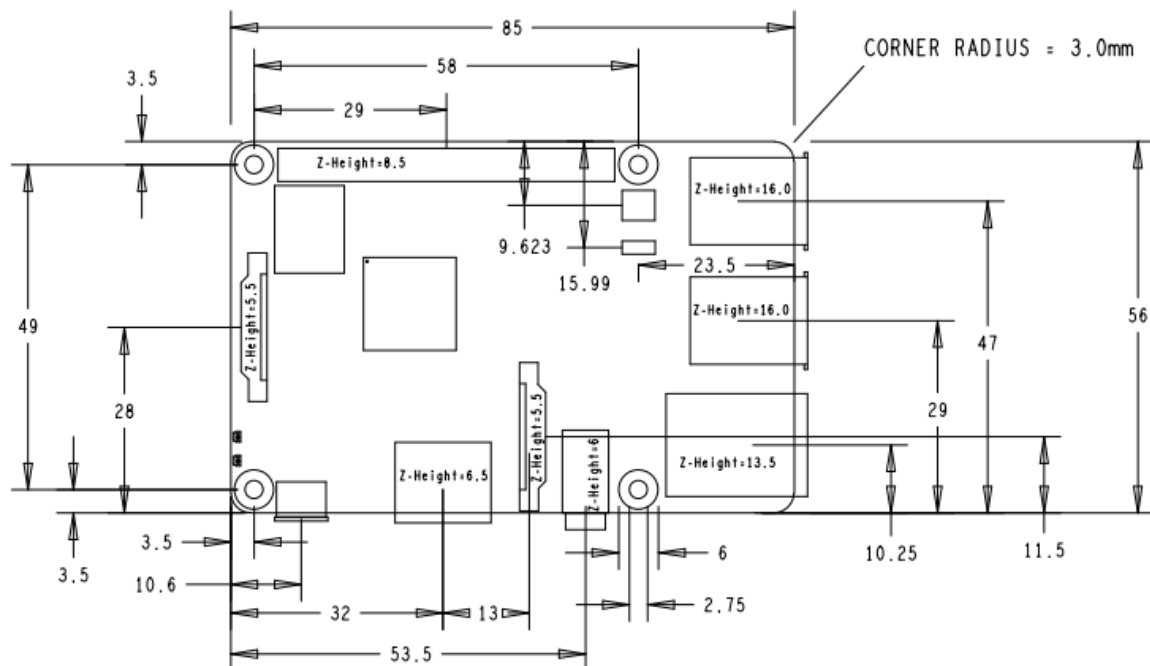 85
CORNER RADIUS = 3.0mm
58
3.5
29
Z-Height=8.5
Z-Height=16.0
9.623
23.5
15.99
Z-Height=5.5
Z-Height=16.0
49
47
56
28
29
Z-Height=5.5
Z-Height=6
Z-Height=6.5
Z-Height=13.5
3.5
3.5
10.6
6
10.25
11.5
32
13
2.75
53.5